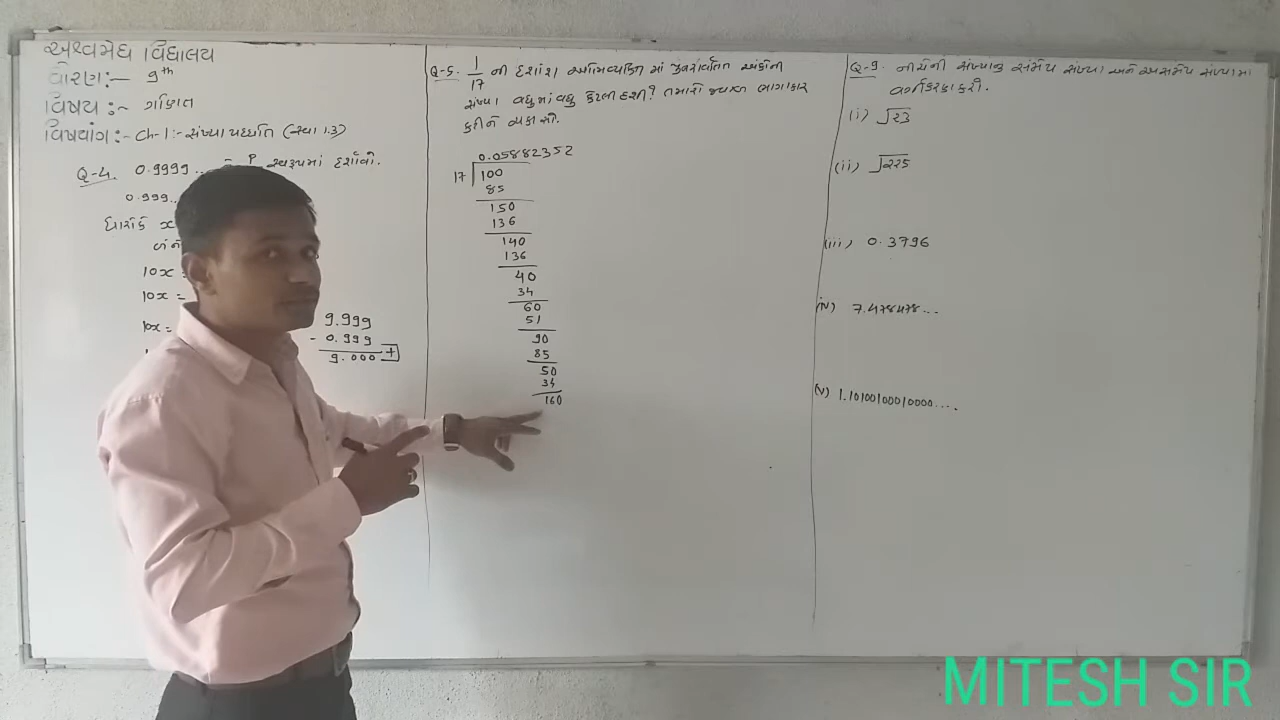 અશ્વમેધ વિદ્યાલય
ધોરણ:- 9th
વિષય:- ગણિત
વિષયાંગ:- Ch-1:- સંખ્યા પદ્ધતિ (સ્વા 1.3)
Q-4. 0.9999.. P સ્વરૂપમાં દર્શાવો.
0.999..
ધારોકે x
બંને
10x =
10x =
10x =
9.999
- 0.999
9.000
Q-5. 1/17 ની દશાંશ અભિવ્યક્તિ માં પુનરાવર્તિત અંકોની
સંખ્યા વધુમાં વધુ કેટલી હશે? તમારો જવાબ ભાગાકાર
કરીને ચકાસો.
0.05882352
17 100
85
150
136
140
136
40
34
60
51
90
85
50
34
160
Q-9. નીચેની સંખ્યાનું સંમેય સંખ્યા અને અસંમેય સંખ્યામાં
વર્ગીકરણ કરો.
(i) √23
(ii) √225
(iii) 0.3796
(iv) 7.478478...
(v) 1.10100100010000....
MITESH SIR